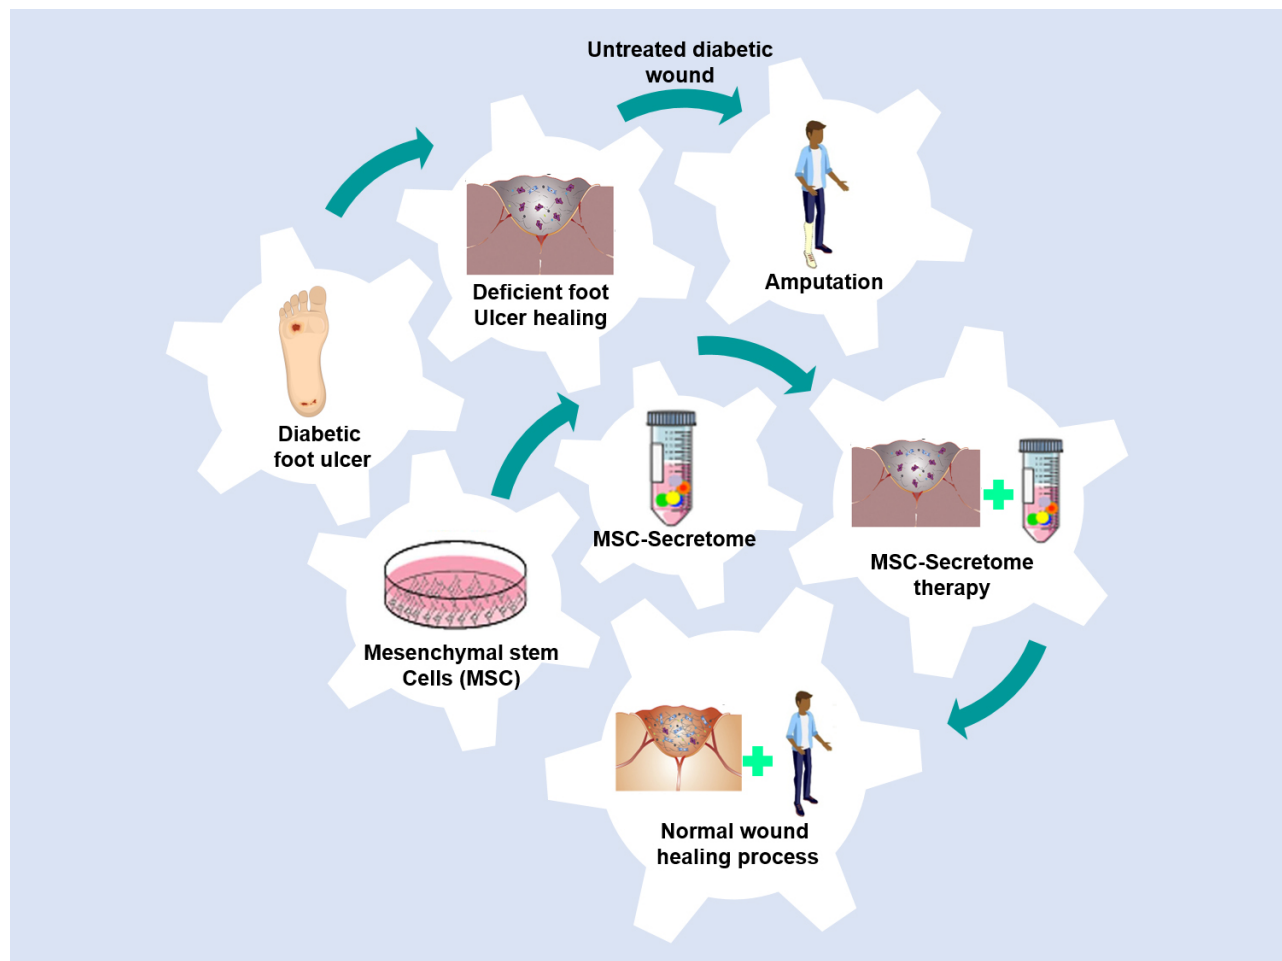 Untreated diabetic
wound
Amputation
Deficient foot
Ulcer healing
Diabetic
foot ulcer
MSC-Secretome
MSC-Secretome
therapy
Mesenchymal stem
Cells (MSC)
Normal wound
healing process